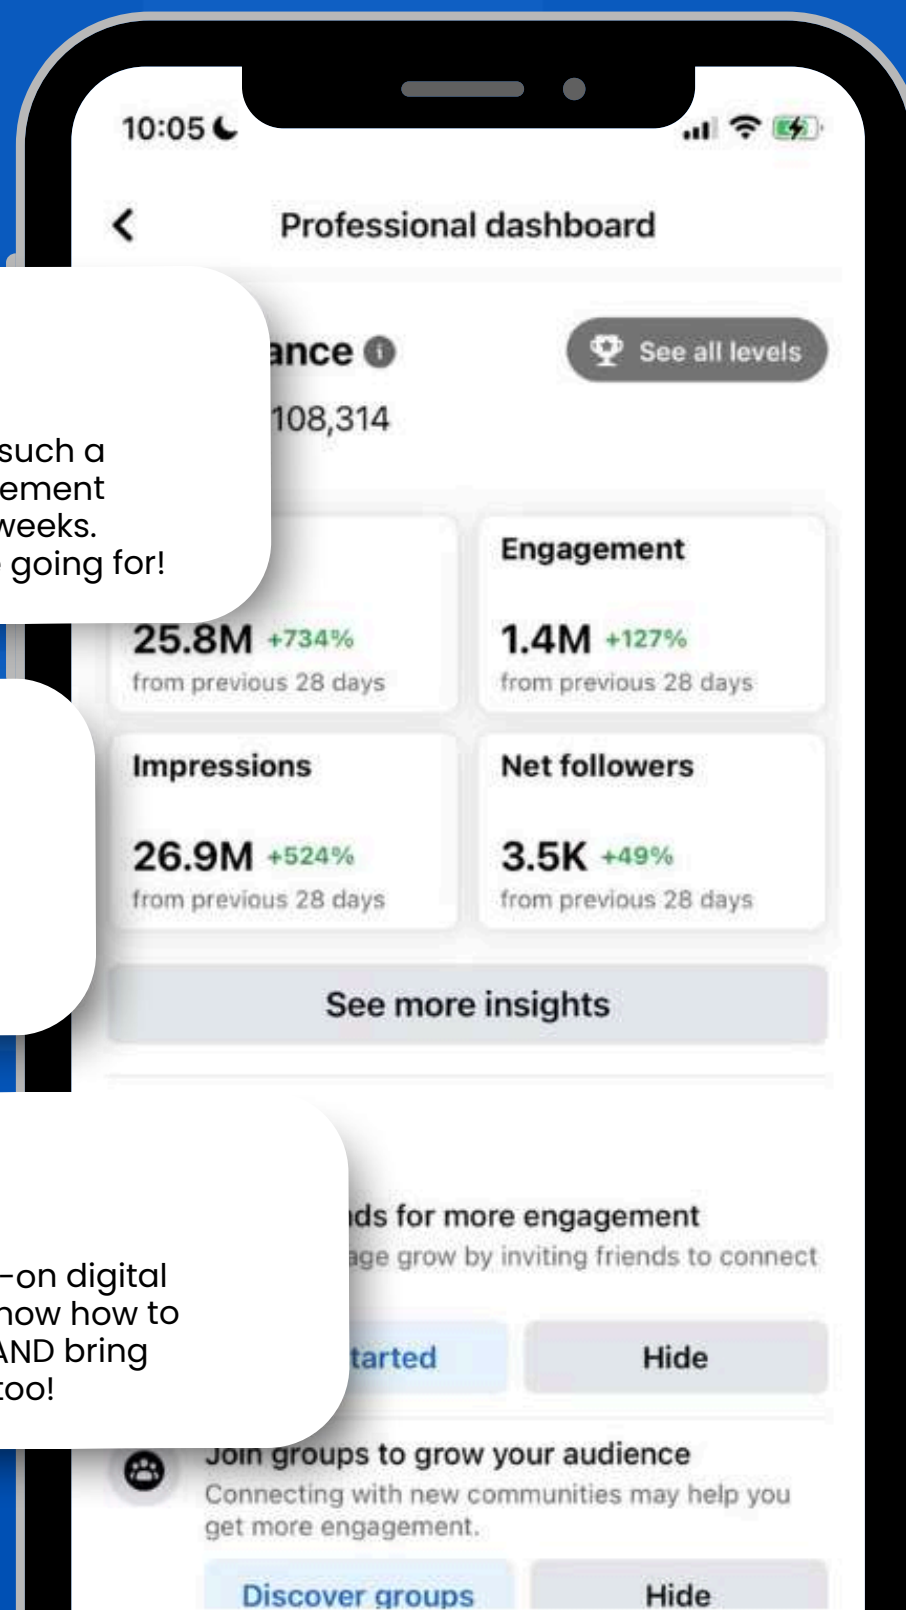 10:05
Professional dashboard
ance
See all levels
108,314
such a
ement
weeks.
going for!
Engagement
25.8M +734%
from previous 28 days
1.4M +127%
from previous 28 days
Impressions
26.9M +524%
from previous 28 days
Net followers
3.5K +49%
from previous 28 days
See more insights
ds for more engagement
age grow by inviting friends to connect
-on digital
now how to
AND bring
too!
tarted
Hide
Join groups to grow your audience
Connecting with new communities may help you
get more engagement.
Discover groups
Hide